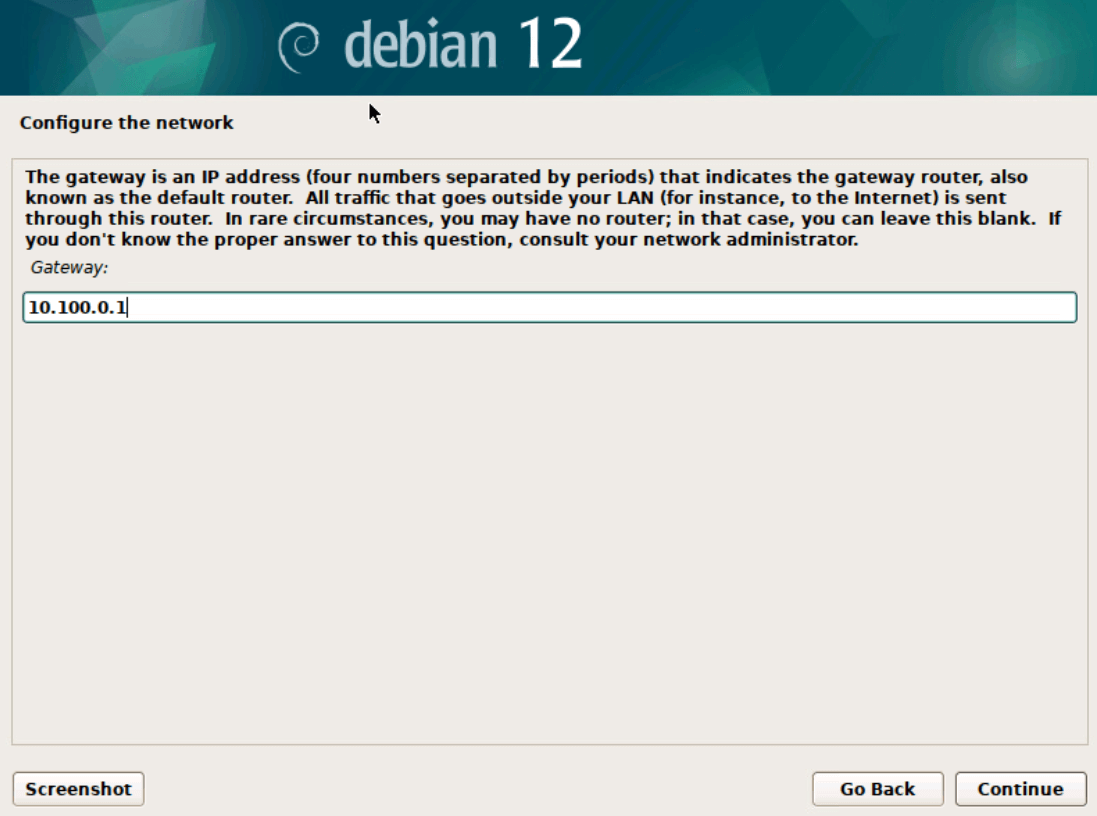 debian 12
Configure the network
The gateway is an IP address (four numbers separated by periods) that indicates the gateway router, also
known as the default router.  All traffic that goes outside your LAN (for instance, to the Internet) is sent
through this router.  In rare circumstances, you may have no router; in that case, you can leave this blank.  If
you don't know the proper answer to this question, consult your network administrator.
Gateway:
10.100.0.1
Screenshot
Go Back
Continue